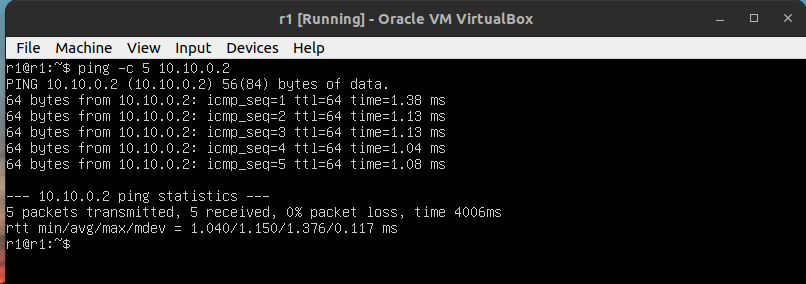 r1 [Running] - Oracle VM VirtualBox
File Machine View Input Devices Help
r1@r1:~$ ping -c 5 10.10.0.2
PING 10.10.0.2 (10.10.0.2) 56(84) bytes of data.
64 bytes from 10.10.0.2: icmp_seq=1 ttl=64 time=1.38 ms
64 bytes from 10.10.0.2: icmp_seq=2 ttl=64 time=1.13 ms
64 bytes from 10.10.0.2: icmp_seq=3 ttl=64 time=1.13 ms
64 bytes from 10.10.0.2: icmp_seq=4 ttl=64 time=1.04 ms
64 bytes from 10.10.0.2: icmp_seq=5 ttl=64 time=1.08 ms
--- 10.10.0.2 ping statistics ---
5 packets transmitted, 5 received, 0% packet loss, time 4006ms
rtt min/avg/max/mdev = 1.040/1.150/1.376/0.117 ms
r1@r1:~$